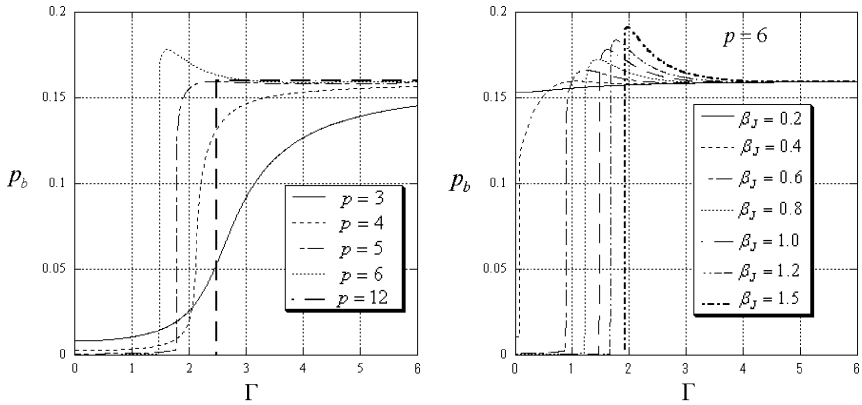 0.2
0.15
0.1
0.05
0
p_b
0 1 2 3 4 5 6
Γ
p = 3
p = 4
p = 5
p = 6
p = 12
0.2
0.15
0.1
0.05
0
p_b
0 1 2 3 4 5 6
Γ
p = 6
β_J = 0.2
β_J = 0.4
β_J = 0.6
β_J = 0.8
β_J = 1.0
β_J = 1.2
β_J = 1.5